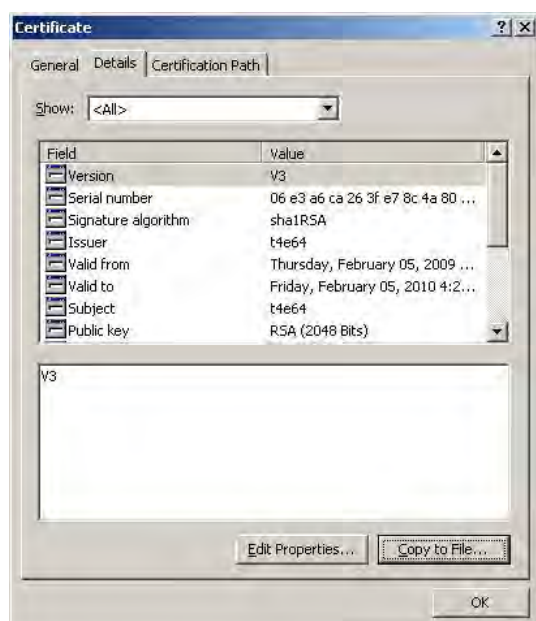 Certificate
General Details Certification Path
Show: <All>
Field Value
Version V3
Serial number 06 e3 a6 ca 26 3f e7 8c 4a 80 ...
Signature algorithm sha1RSA
Issuer t4e64
Valid from Thursday, February 05, 2009 ...
Valid to Friday, February 05, 2010 4:2...
Subject t4e64
Public key RSA (2048 Bits)
V3
Edit Properties... Copy to File...
OK